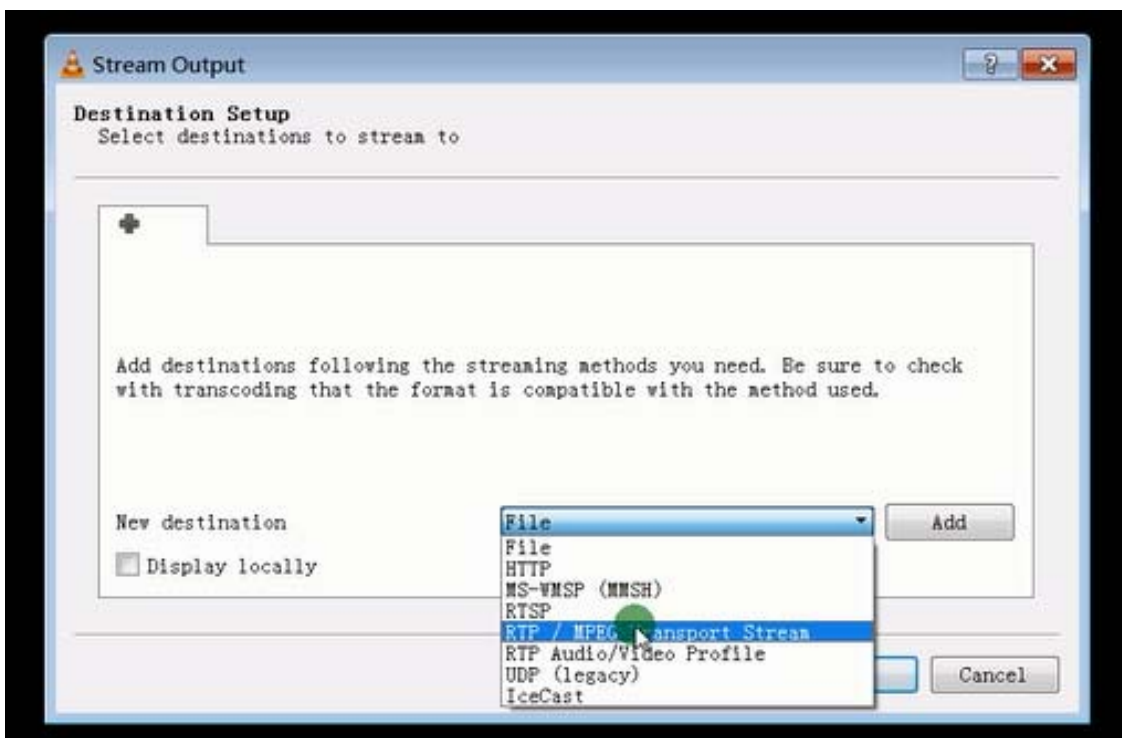 Stream Output
Destination Setup
Select destinations to stream to
Add destinations following the streaming methods you need. Be sure to check
with transcoding that the format is compatible with the method used.
New destination
File
Add
Display locally
File
HTTP
MS-WMSP (MMSH)
RTSP
RTP / MPEG Transport Stream
RTP Audio/Video Profile
UDP (legacy)
IceCast
Cancel